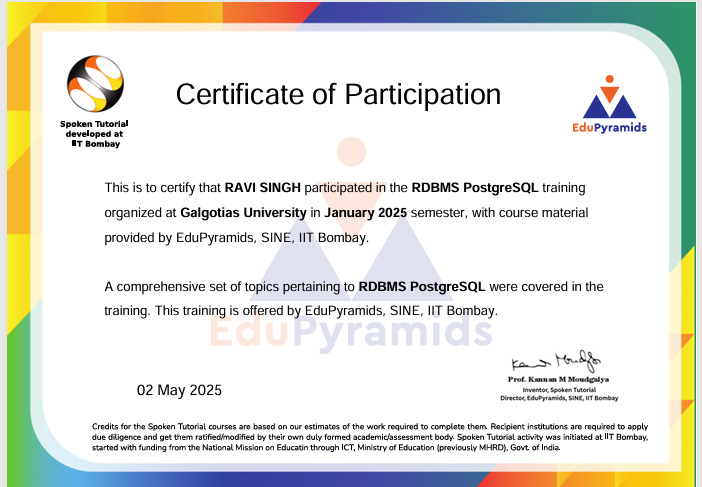 Certificate of Participation
Spoken Tutorial
developed at
IIT Bombay
EduPyramids
This is to certify that RAVI SINGH participated in the RDBMS PostgreSQL training
organized at Galgotias University in January 2025 semester, with course material
provided by EduPyramids, SINE, IIT Bombay.
A comprehensive set of topics pertaining to RDBMS PostgreSQL were covered in the
training. This training is offered by EduPyramids, SINE, IIT Bombay.
EduPyramids
02 May 2025
Kannan Moudgalya
Prof. Kannan M Moudgalya
Inventor, Spoken Tutorial
Director, EduPyramids, SINE, IIT Bombay
Credits for the Spoken Tutorial courses are based on our estimates of the work required to complete them. Recipient institutions are required to apply
due diligence and get them ratified/modified by their own duly formed academic/assessment body. Spoken Tutorial activity was initiated at IIT Bombay,
started with funding from the National Mission on Educatin through ICT, Ministry of Education (previously MHRD), Govt. of India.